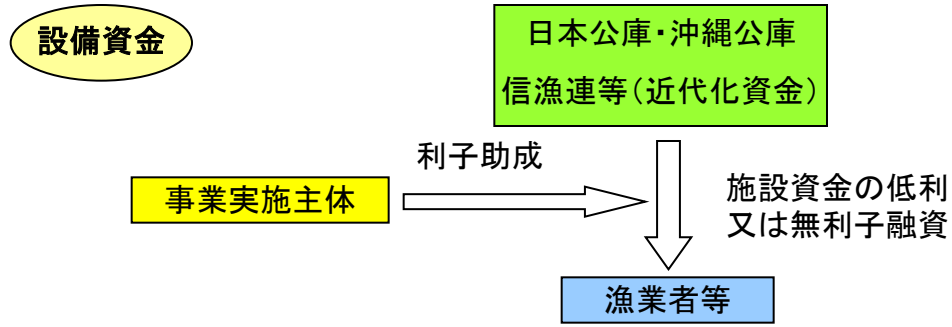 設備資金
日本公庫・沖縄公庫
信漁連等(近代化資金)
利子助成
事業実施主体
施設資金の低利
又は無利子融資
漁業者等